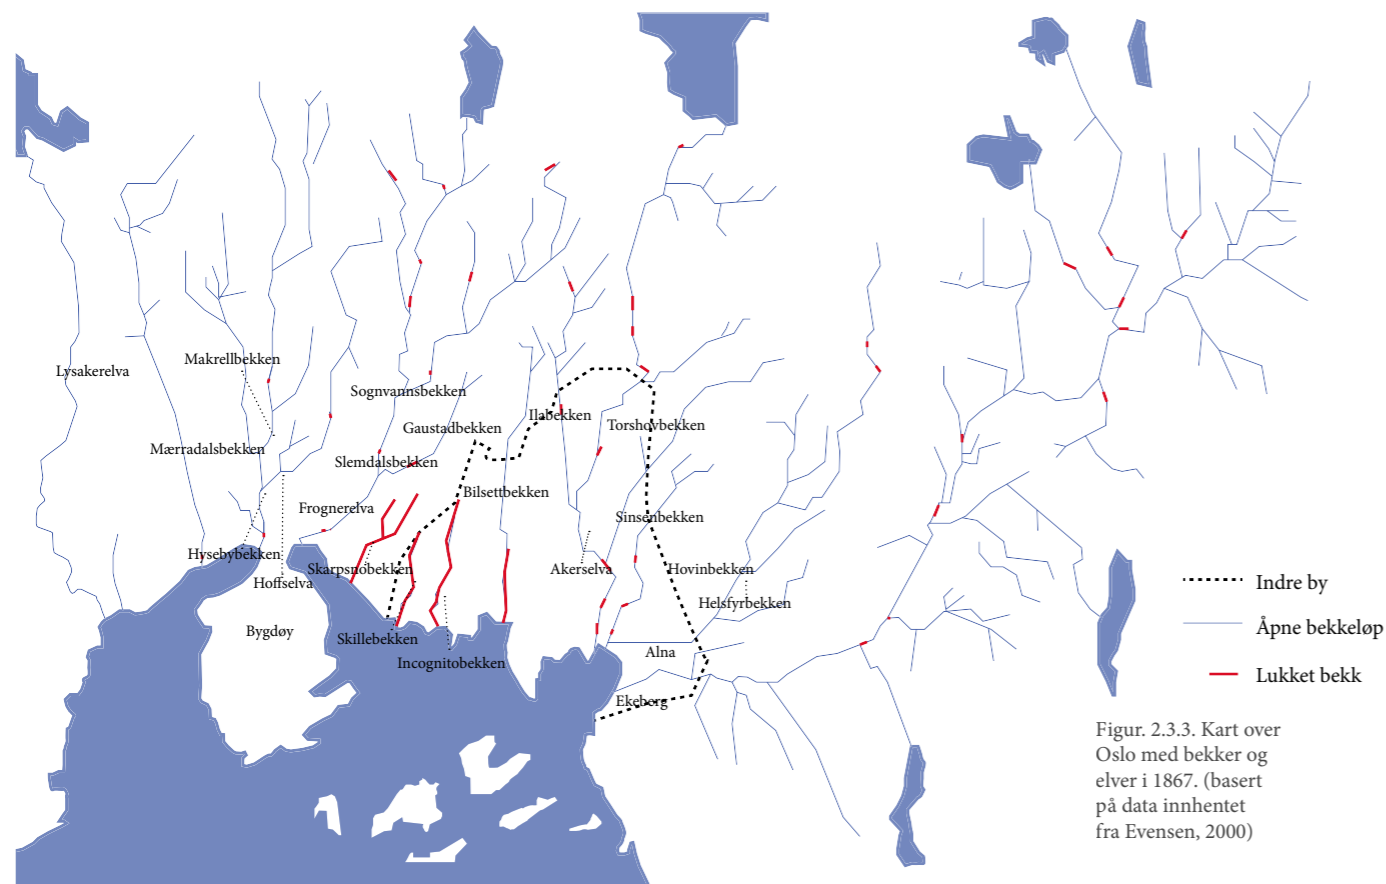 Makrellbekken
Lysakerelva
Sognvannsbekken
Ilabekken
Torshovbekken
Gaustadbekken
Mærradalsbekken
Slemdalsbekken
Bilsettbekken
Frognerelva
Sinsenbekken
Hysebybekken
Skarpsnobekken
Akerselva
Hovinbekken
Hoffselva
Helsfyrbekken
Bygdøy
Skillebekken
Alna
Incognitobekken
Ekeberg
Indre by
Åpne bekkeløp
Lukket bekk
Figur. 2.3.3. Kart over
Oslo med bekker og
elver i 1867. (basert
på data innhentet
fra Evensen, 2000)